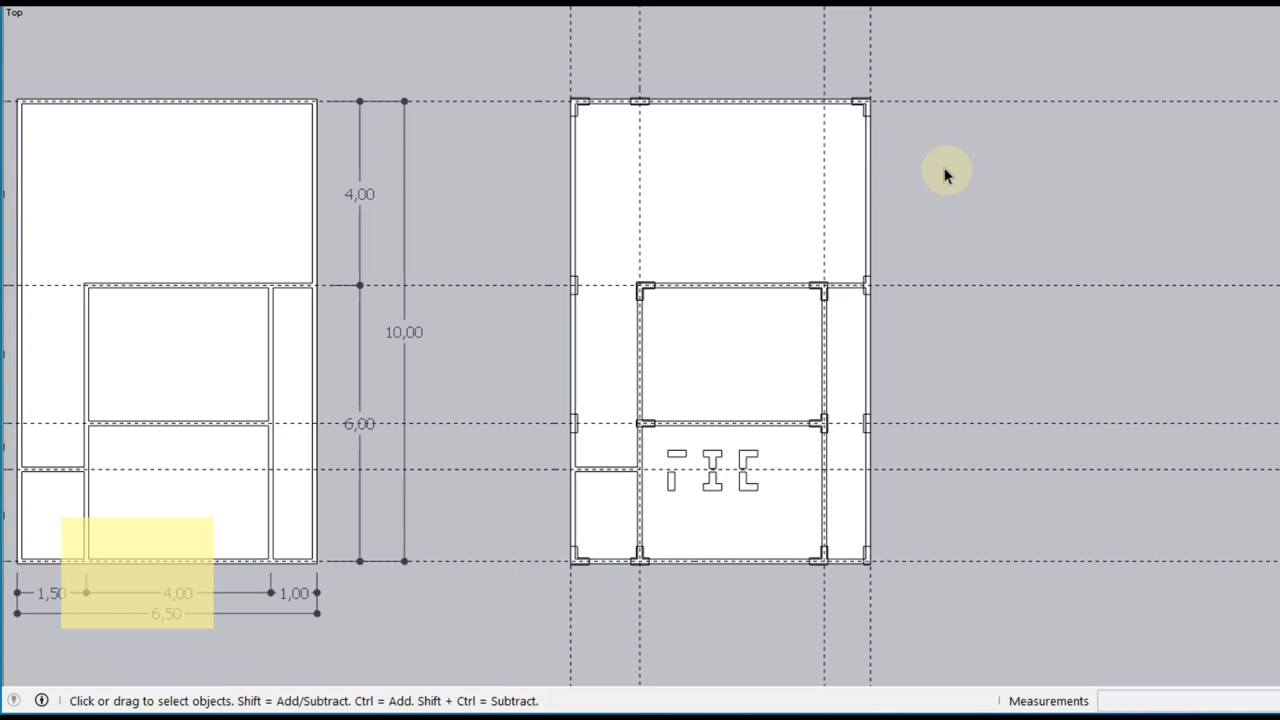 Top
4,00
10,00
6,00
1,50 4,00 1,00
6,50
Click or drag to select objects. Shift = Add/Subtract. Ctrl = Add. Shift + Ctrl = Subtract.
Measurements